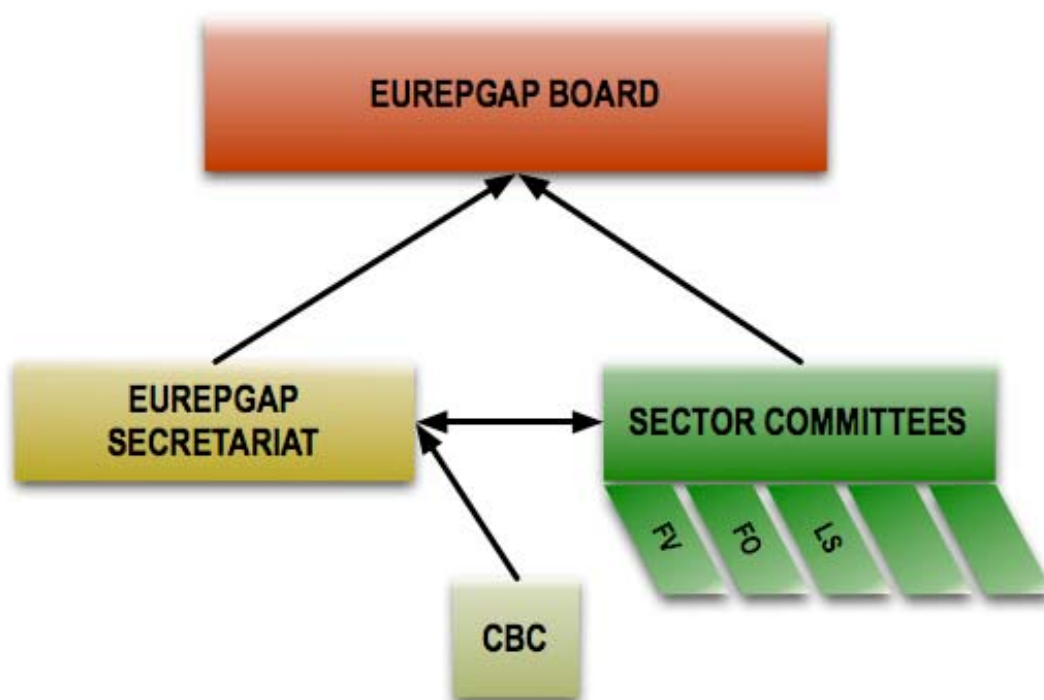 EUREPGAP BOARD
EUREPGAP
SECRETARIAT
SECTOR COMMITTEES
FV
FO
LS
CBC